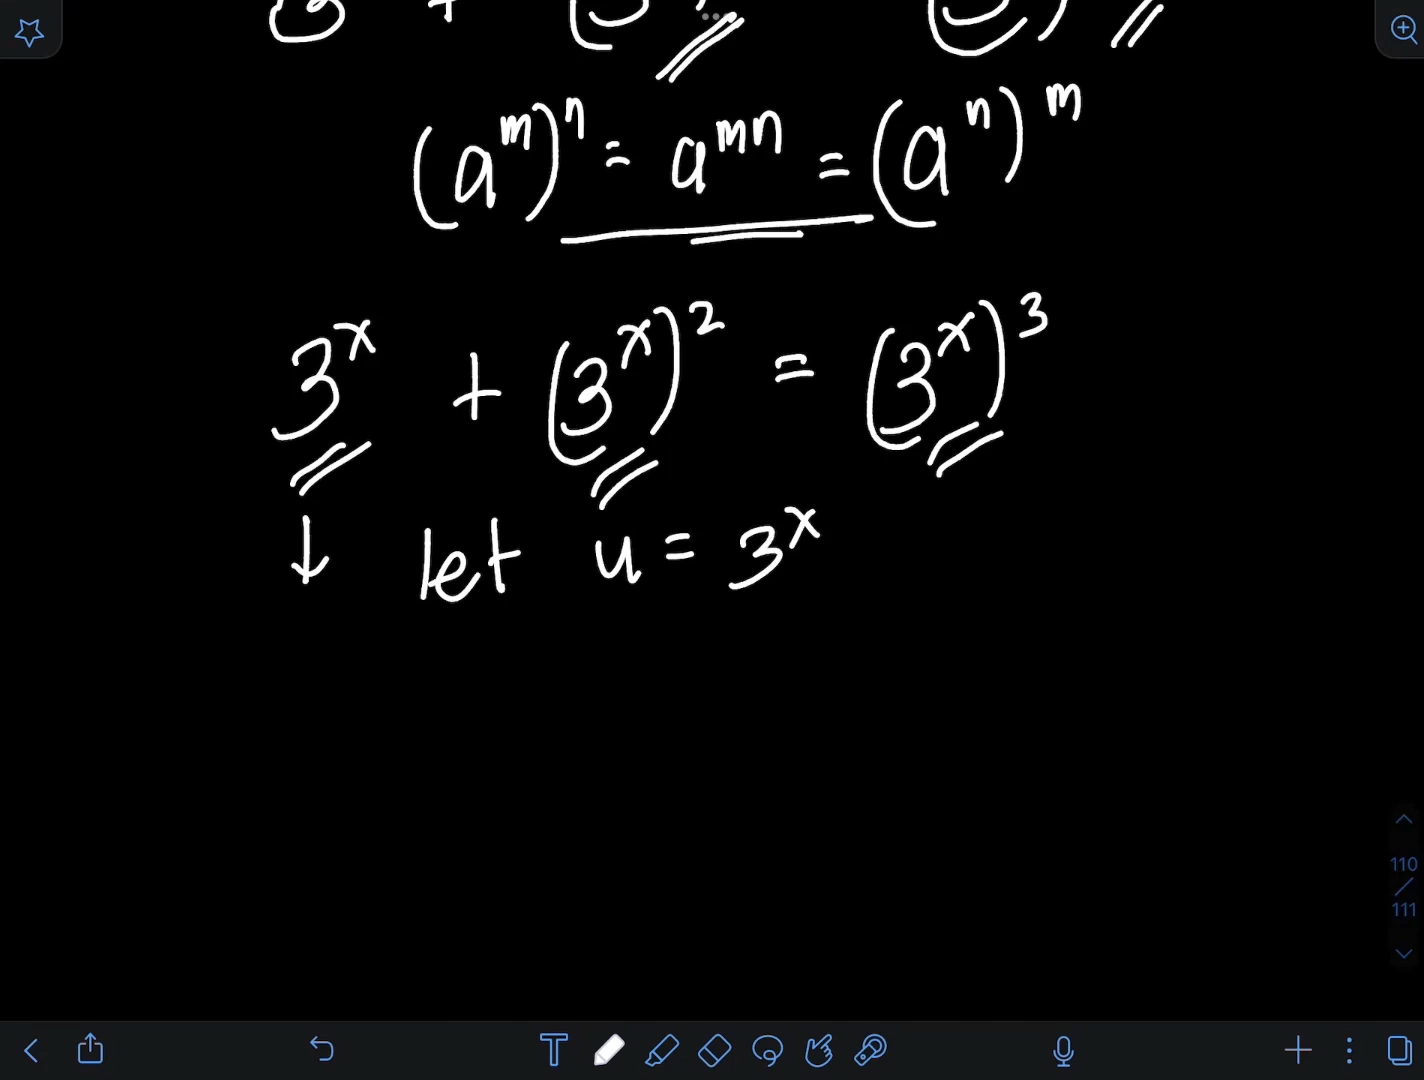 (a^m)^n = a^mn = (a^n)^m
3^x + (3^x)^2 = (3^x)^3
↓ let u = 3^x
110
/
111
T